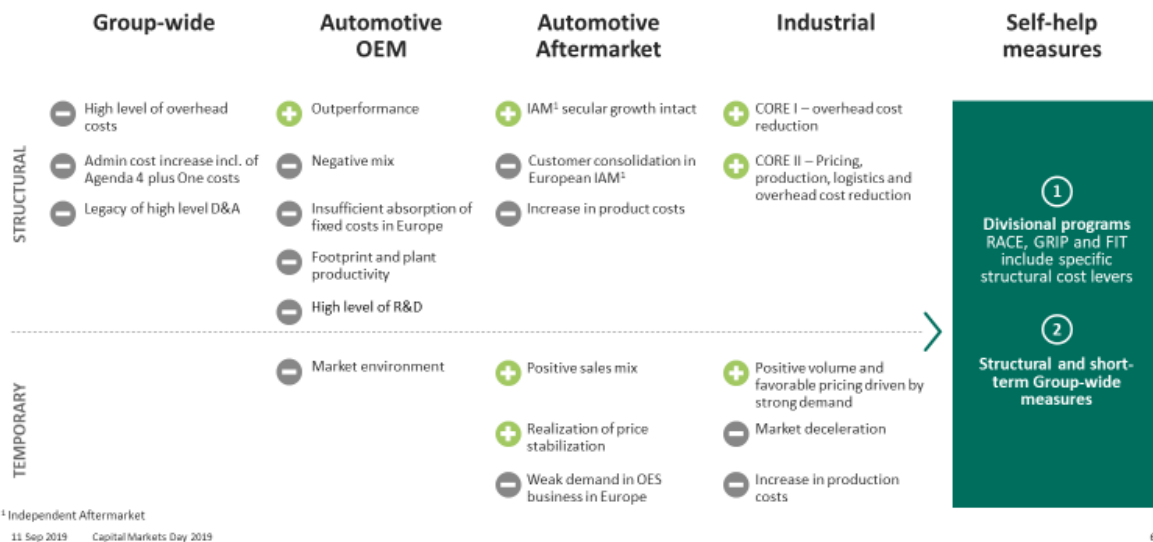 Group-wide
Automotive
OEM
Automotive
Aftermarket
Industrial
Self-help
measures
STRUCTURAL
High level of overhead
costs
Admin cost increase incl. of
Agenda 4 plus One costs
Legacy of high level D&A
Outperformance
Negative mix
Insufficient absorption of
fixed costs in Europe
Footprint and plant
productivity
High level of R&D
IAM¹ secular growth intact
Customer consolidation in
European IAM¹
Increase in product costs
CORE I – overhead cost
reduction
CORE II – Pricing,
production, logistics and
overhead cost reduction
TEMPORARY
Market environment
Positive sales mix
Realization of price
stabilization
Weak demand in OES
business in Europe
Positive volume and
favorable pricing driven by
strong demand
Market deceleration
Increase in production
costs
1
Divisional programs
RACE, GRIP and FIT
include specific
structural cost levers
2
Structural and short-
term Group-wide
measures
¹ Independent Aftermarket
11 Sep 2019 Capital Markets Day 2019
6